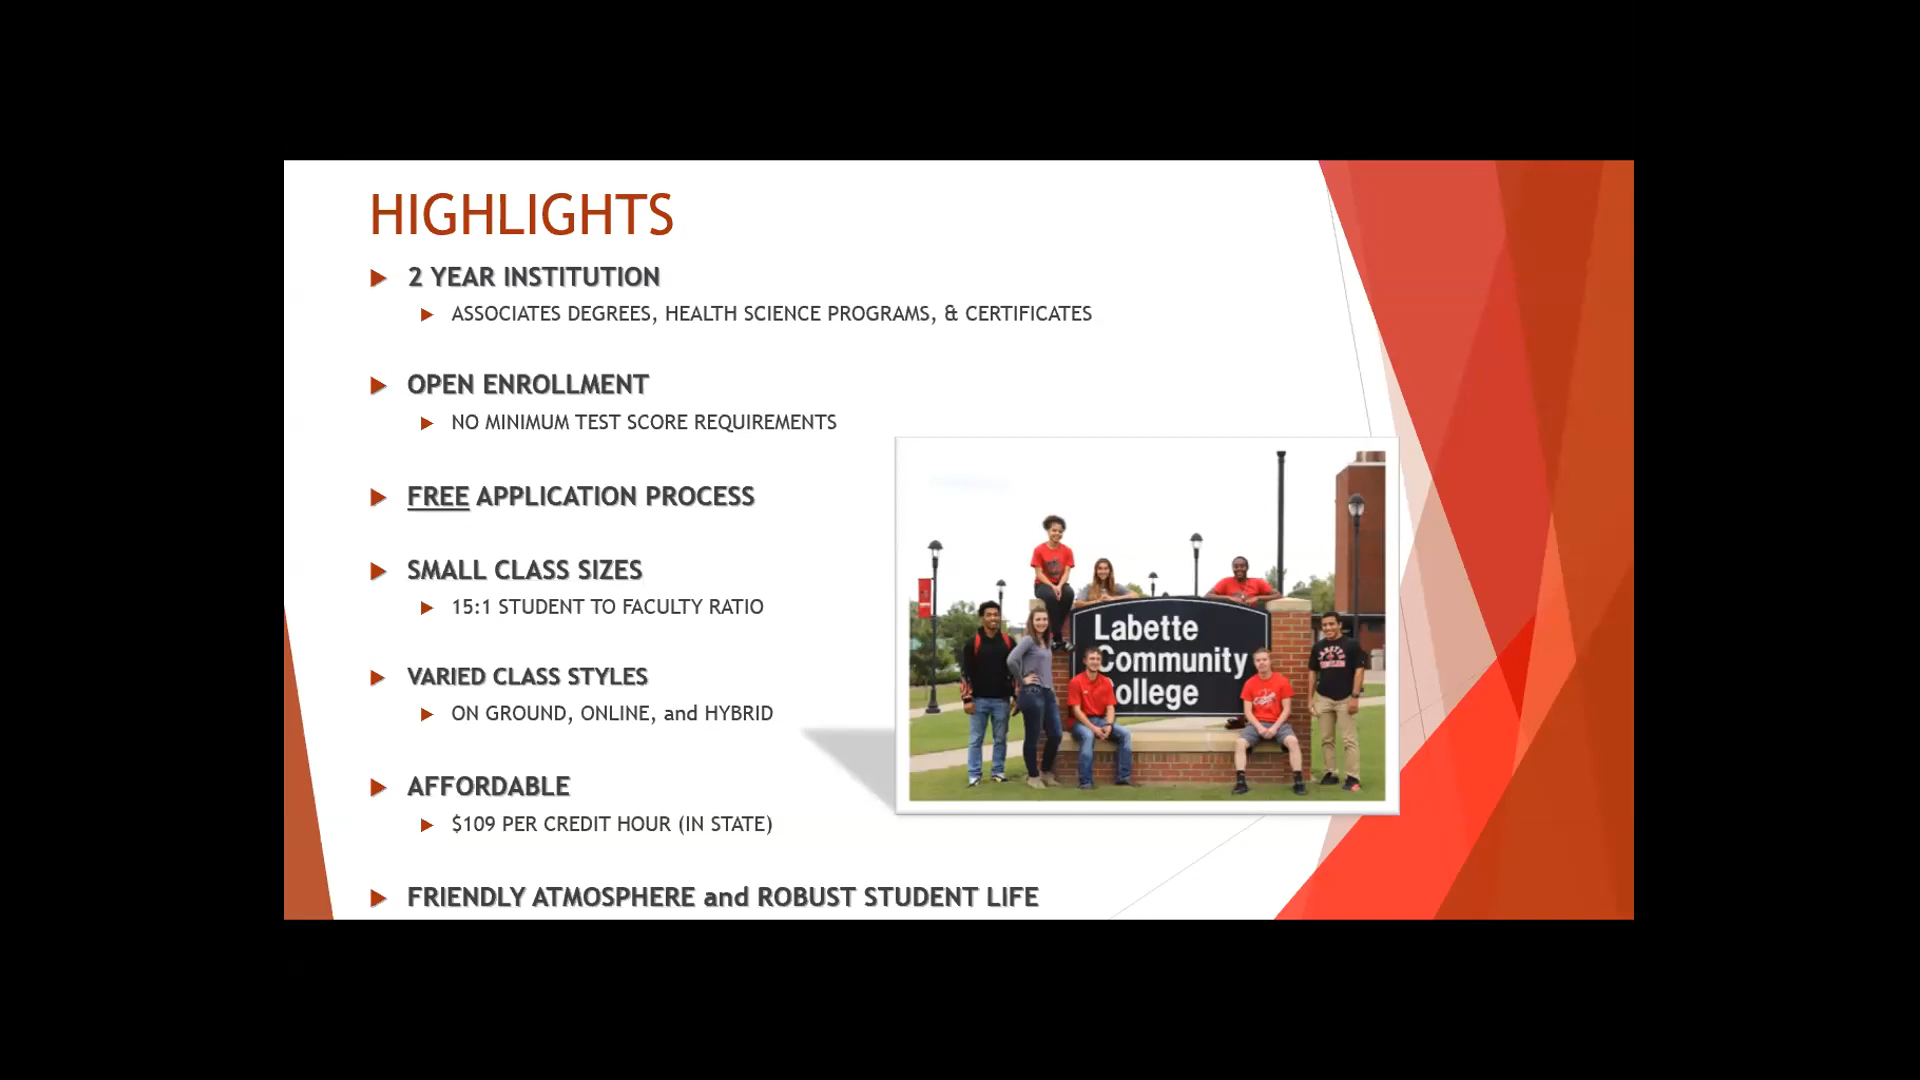 HIGHLIGHTS
2 YEAR INSTITUTION
ASSOCIATES DEGREES, HEALTH SCIENCE PROGRAMS, & CERTIFICATES
OPEN ENROLLMENT
NO MINIMUM TEST SCORE REQUIREMENTS
FREE APPLICATION PROCESS
SMALL CLASS SIZES
15:1 STUDENT TO FACULTY RATIO
VARIED CLASS STYLES
ON GROUND, ONLINE, and HYBRID
AFFORDABLE
$109 PER CREDIT HOUR (IN STATE)
FRIENDLY ATMOSPHERE and ROBUST STUDENT LIFE
Labette
Community
College